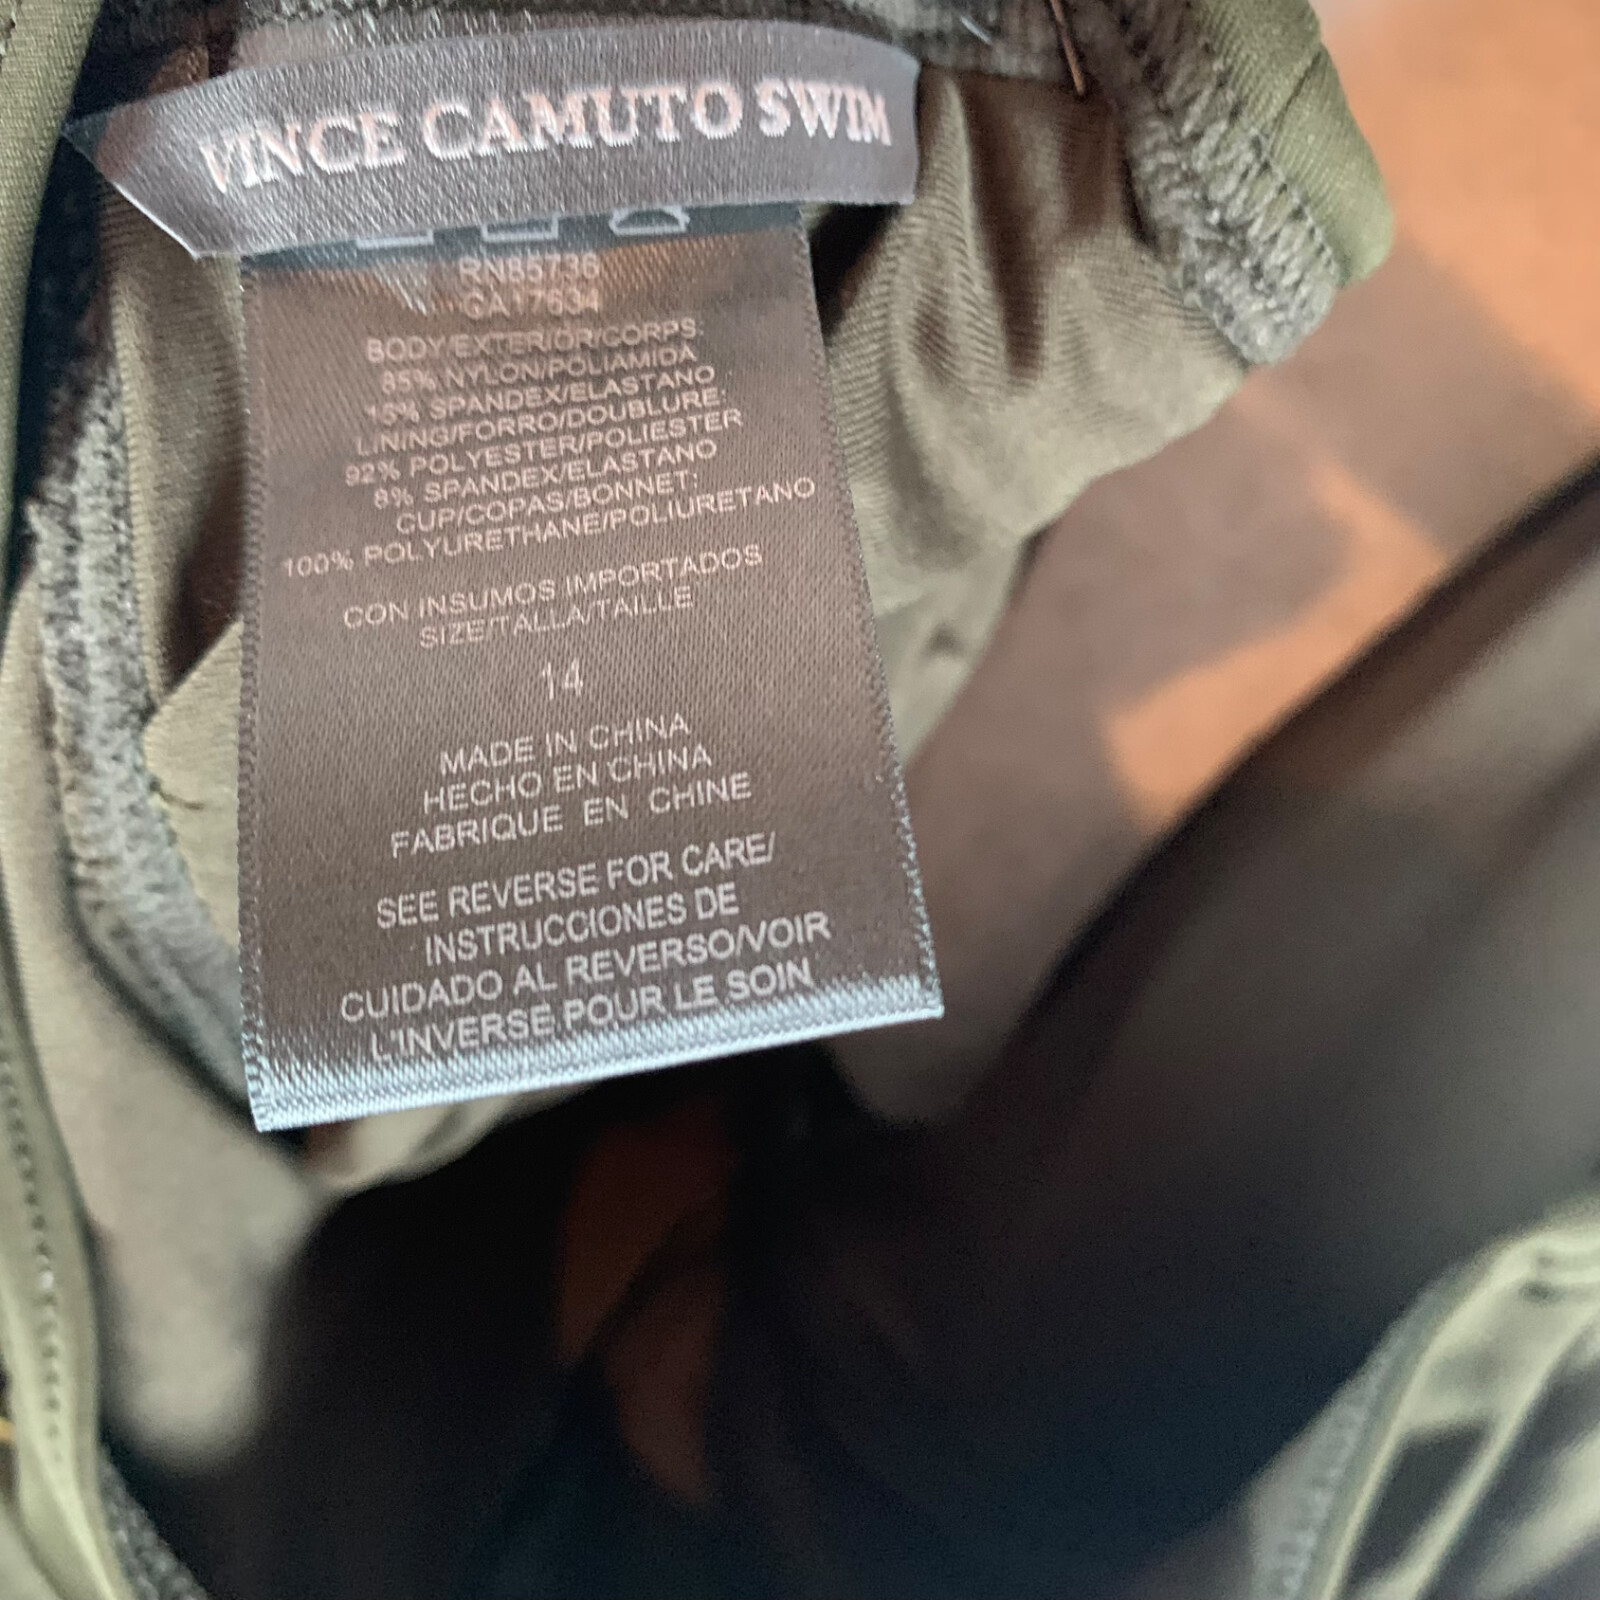 VINCE CAMUTO SWIM
RN85736
CA17634
BODY/EXTERIOR/CORPS:
85% NYLON/POLIAMIDA
15% SPANDEX/ELASTANO
LINING/FORRO/DOUBLURE:
92% POLYESTER/POLIESTER
8% SPANDEX/ELASTANO
CUP/COPAS/BONNET:
100% POLYURETHANE/POLIURETANO
CON INSUMOS IMPORTADOS
SIZE/TALLA/TAILLE
14
MADE IN CHINA
HECHO EN CHINA
FABRIQUE EN CHINE
SEE REVERSE FOR CARE/
INSTRUCCIONES DE
CUIDADO AL REVERSO/VOIR
L'INVERSE POUR LE SOIN